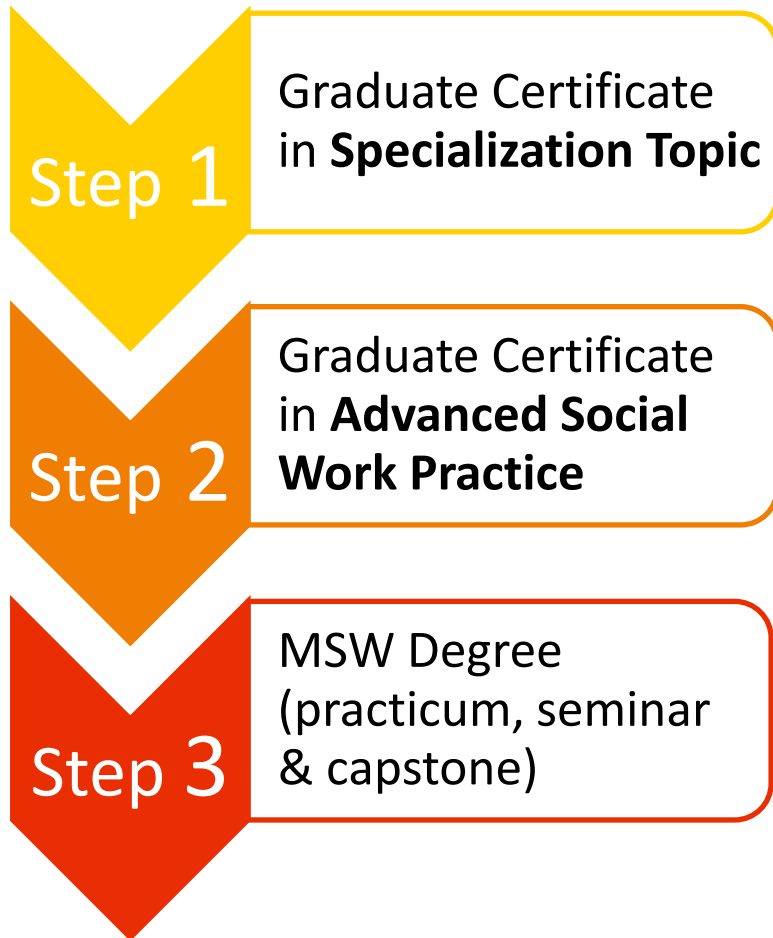 Step 1
Graduate Certificate
in Specialization Topic
Step 2
Graduate Certificate
in Advanced Social
Work Practice
Step 3
MSW Degree
(practicum, seminar
& capstone)